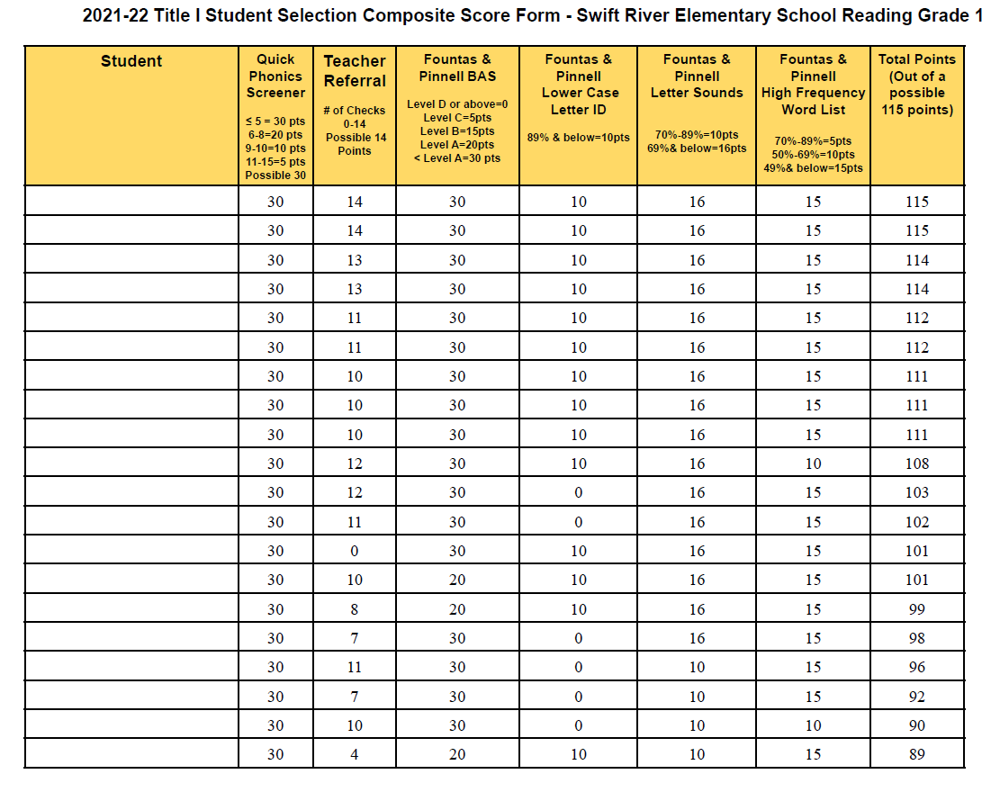 2021-22 Title I Student Selection Composite Score Form - Swift River Elementary School Reading Grade 1
Student
Quick
Phonics
Screener
≤ 5 = 30 pts
6-8=20 pts
9-10=10 pts
11-15=5 pts
Possible 30
Teacher
Referral
# of Checks
0-14
Possible 14
Points
Fountas &
Pinnell BAS
Level D or above=0
Level C=5pts
Level B=15pts
Level A=20pts
< Level A=30 pts
Fountas &
Pinnell
Lower Case
Letter ID
89% & below=10pts
Fountas &
Pinnell
Letter Sounds
70%-89%=10pts
69%& below=16pts
Fountas &
Pinnell
High Frequency
Word List
70%-89%=5pts
50%-69%=10pts
49%& below=15pts
Total Points
(Out of a
possible
115 points)
30 14 30 10 16 15 115
30 14 30 10 16 15 115
30 13 30 10 16 15 114
30 13 30 10 16 15 114
30 11 30 10 16 15 112
30 11 30 10 16 15 112
30 10 30 10 16 15 111
30 10 30 10 16 15 111
30 10 30 10 16 15 111
30 12 30 10 16 10 108
30 12 30 0 16 15 103
30 11 30 0 16 15 102
30 0 30 10 16 15 101
30 10 20 10 16 15 101
30 8 20 10 16 15 99
30 7 30 0 16 15 98
30 11 30 0 10 15 96
30 7 30 0 10 15 92
30 10 30 0 10 10 90
30 4 20 10 10 15 89